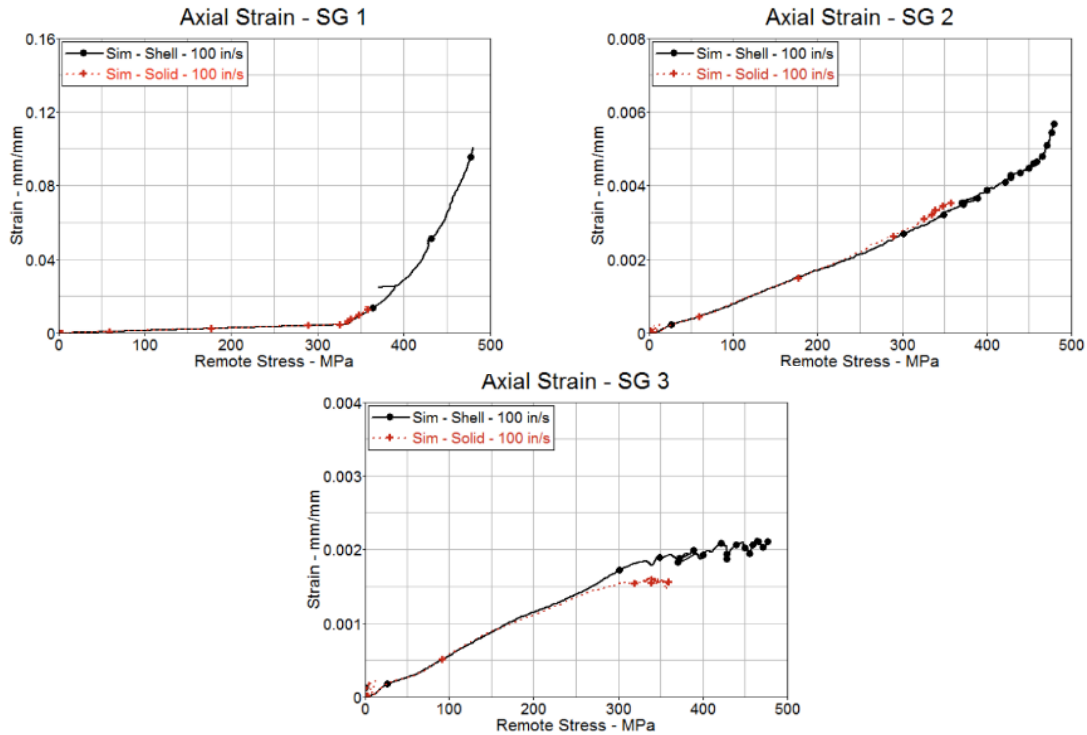 Axial Strain - SG 1
0.16
0.12
0.08
0.04
0
Strain - mm/mm
Sim - Shell - 100 in/s
Sim - Solid - 100 in/s
0 100 200 300 400 500
Remote Stress - MPa
Axial Strain - SG 2
0.008
0.006
0.004
0.002
0
Strain - mm/mm
Sim - Shell - 100 in/s
Sim - Solid - 100 in/s
0 100 200 300 400 500
Remote Stress - MPa
Axial Strain - SG 3
0.004
0.003
0.002
0.001
0
Strain - mm/mm
Sim - Shell - 100 in/s
Sim - Solid - 100 in/s
0 100 200 300 400 500
Remote Stress - MPa